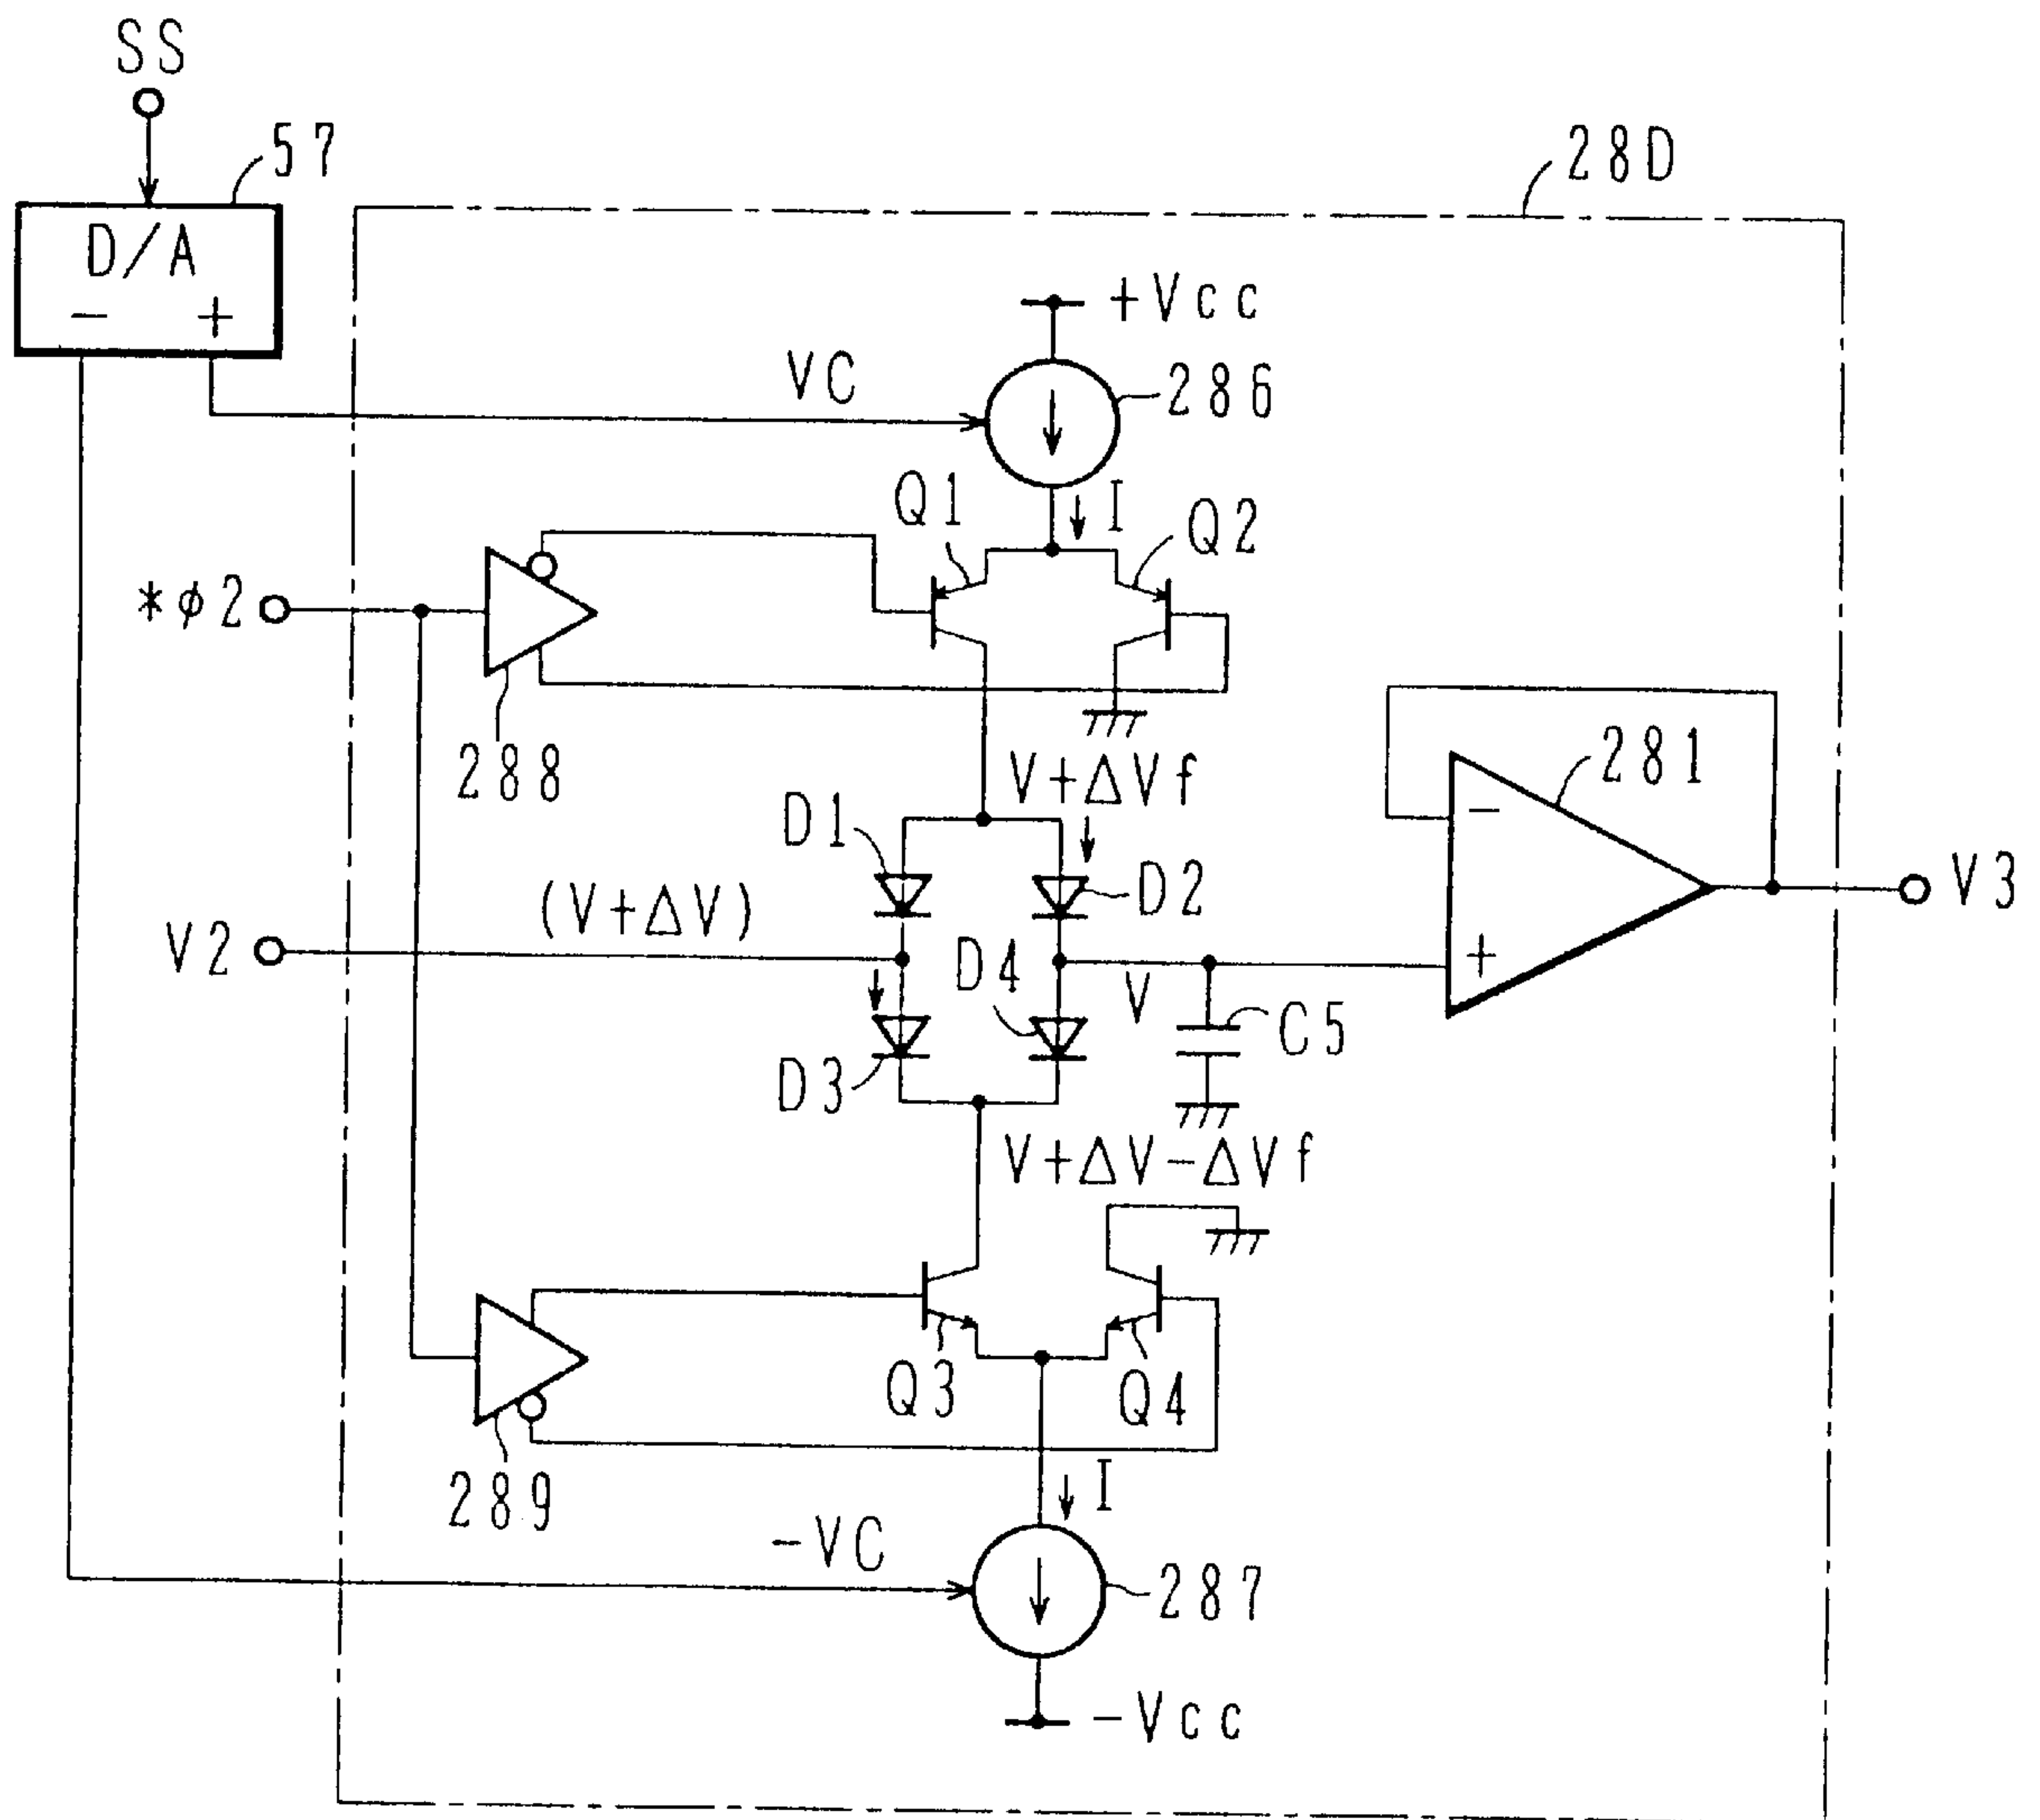 SS
57
28D
D/A
- +
+Vcc
VC
286
Q1
I
Q2
*φ2
288
V+ΔVf
281
D1
-
(V+ΔV)
D2
V3
V2
D4
+
V
C5
D3
V+ΔV-ΔVf
Q3
Q4
289
I
-VC
287
-Vcc